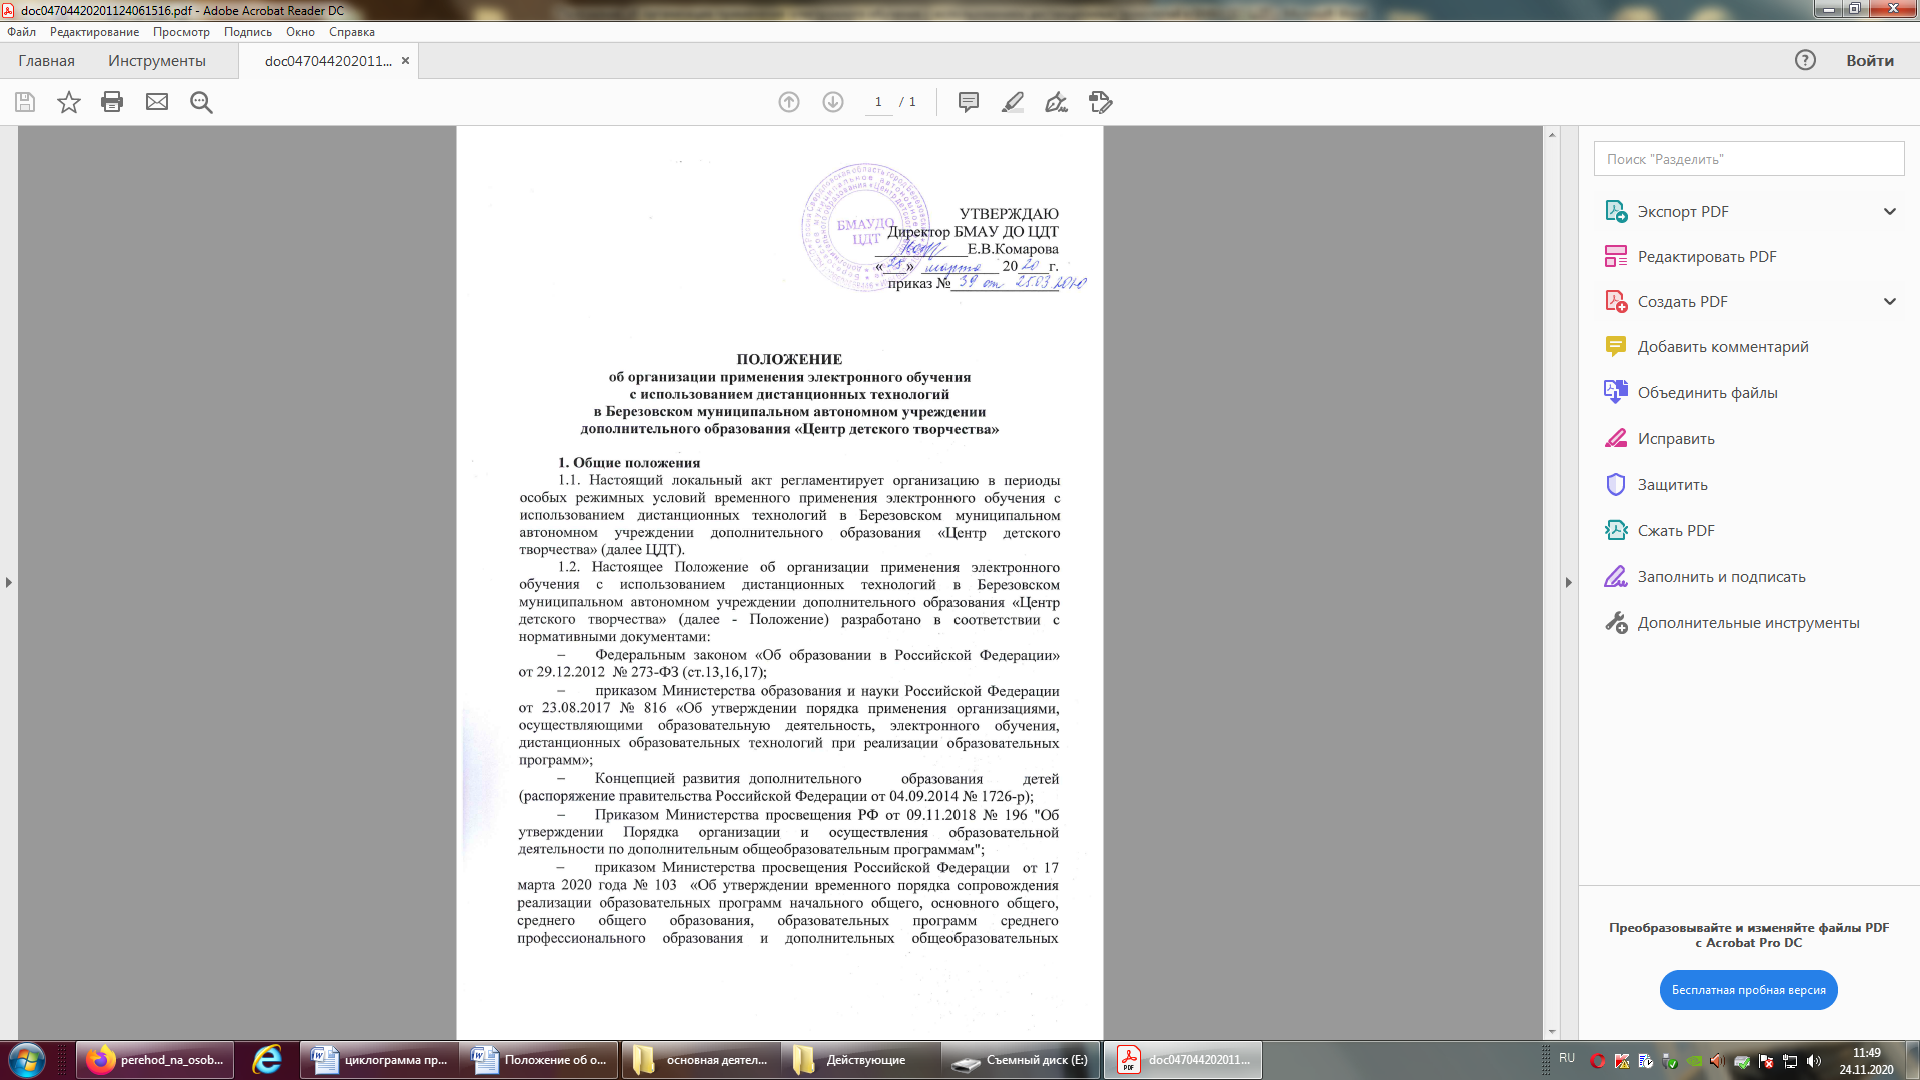 doc04704420201124061516.pdf - Adobe Acrobat Reader DC
Файл Редактирование Просмотр Подпись Окно Справка
Главная Инструменты doc047044202011... × Войти
1 / 1
БМАУДО
ЦДТ
УТВЕРЖДАЮ
Директор БМАУ ДО ЦДТ
Е.В.Комарова
«25» марта 2020 г.
приказ № 39 от 25.03.2020
ПОЛОЖЕНИЕ
об организации применения электронного обучения
с использованием дистанционных технологий
в Березовском муниципальном автономном учреждении
дополнительного образования «Центр детского творчества»
1. Общие положения
1.1. Настоящий локальный акт регламентирует организацию в периоды
особых режимных условий временного применения электронного обучения с
использованием дистанционных технологий в Березовском муниципальном
автономном учреждении дополнительного образования «Центр детского
творчества» (далее ЦДТ).
1.2. Настоящее Положение об организации применения электронного
обучения с использованием дистанционных технологий в Березовском
муниципальном автономном учреждении дополнительного образования «Центр
детского творчества» (далее - Положение) разработано в соответствии с
нормативными документами:
– Федеральным законом «Об образовании в Российской Федерации»
от 29.12.2012 № 273-ФЗ (ст.13,16,17);
– приказом Министерства образования и науки Российской Федерации
от 23.08.2017 № 816 «Об утверждении порядка применения организациями,
осуществляющими образовательную деятельность, электронного обучения,
дистанционных образовательных технологий при реализации образовательных
программ»;
– Концепцией развития дополнительного образования детей
(распоряжение правительства Российской Федерации от 04.09.2014 № 1726-р);
– Приказом Министерства просвещения РФ от 09.11.2018 № 196 "Об
утверждении Порядка организации и осуществления образовательной
деятельности по дополнительным общеобразовательным программам";
– приказом Министерства просвещения Российской Федерации от 17
марта 2020 года № 103 «Об утверждении временного порядка сопровождения
реализации образовательных программ начального общего, основного общего,
среднего общего образования, образовательных программ среднего
профессионального образования и дополнительных общеобразовательных
Поиск "Разделить"
Экспорт PDF
Редактировать PDF
Создать PDF
Добавить комментарий
Объединить файлы
Исправить
Защитить
Сжать PDF
Заполнить и подписать
Дополнительные инструменты
Преобразовывайте и изменяйте файлы PDF
с Acrobat Pro DC
Бесплатная пробная версия
perehod_na_osob... циклограмма пр... Положение об о... основная деятел... Действующие Съемный диск (E:) doc047044202011... RU 11:49
24.11.2020